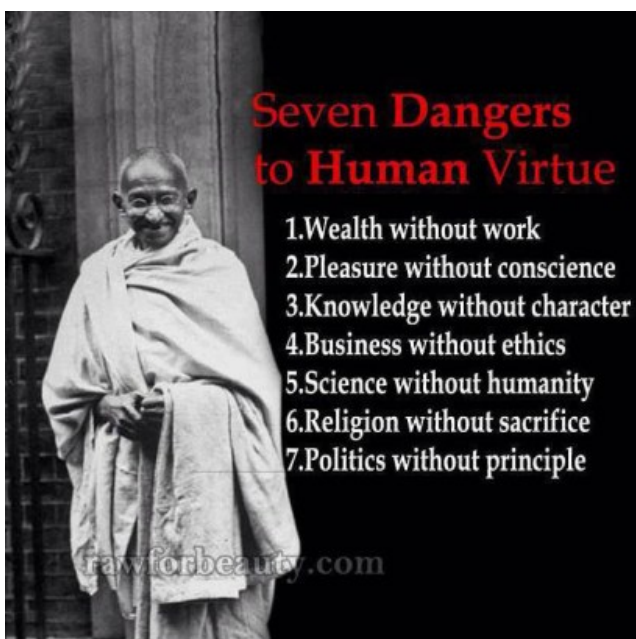 Seven Dangers
to Human Virtue
1.Wealth without work
2.Pleasure without conscience
3.Knowledge without character
4.Business without ethics
5.Science without humanity
6.Religion without sacrifice
7.Politics without principle
rawforbeauty.com